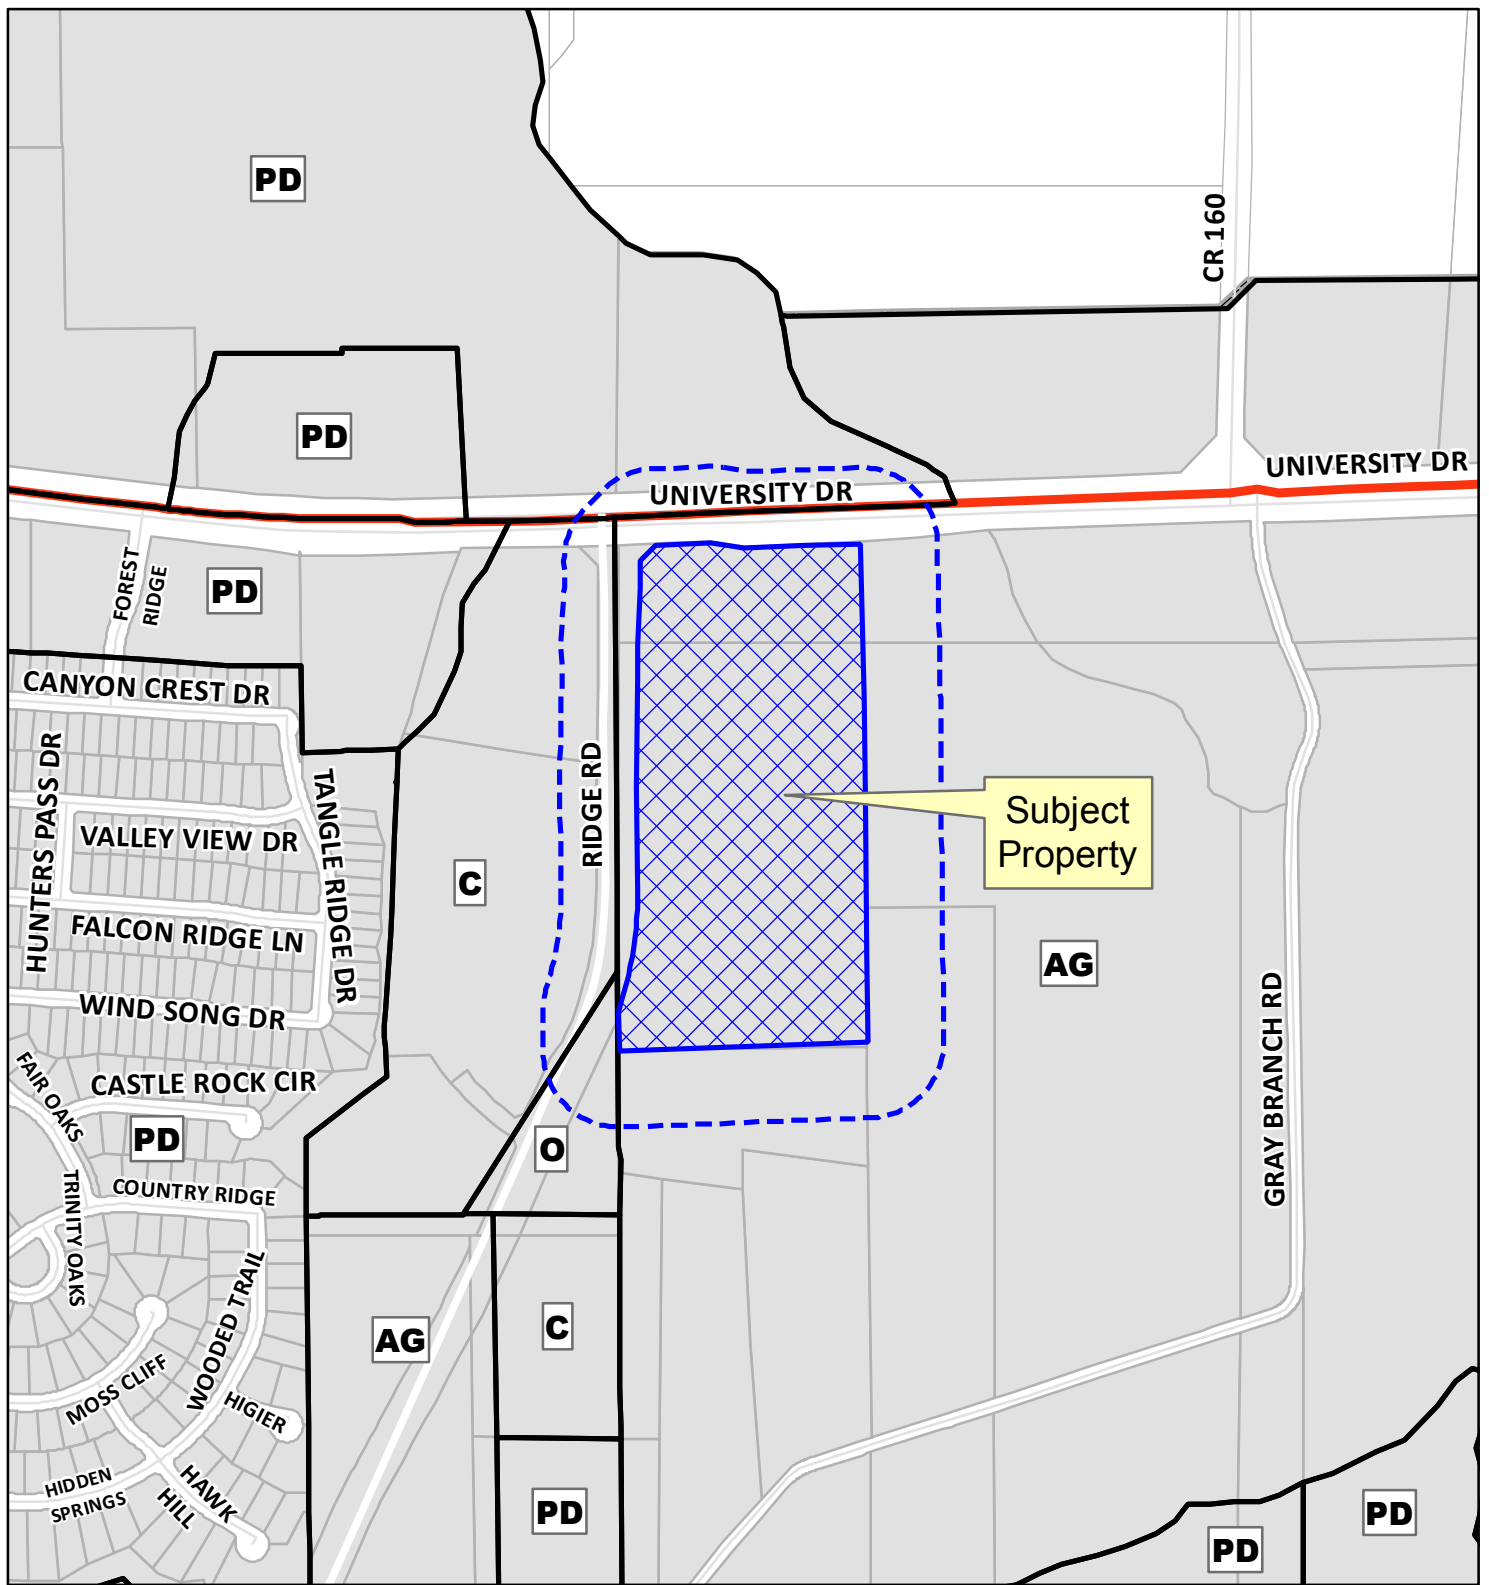 PD
CR 160
PD
UNIVERSITY DR
UNIVERSITY DR
FOREST
RIDGE
PD
CANYON CREST DR
HUNTERS PASS DR
TANGLE RIDGE DR
RIDGE RD
Subject
Property
VALLEY VIEW DR
C
FALCON RIDGE LN
AG
WIND SONG DR
GRAY BRANCH RD
FAIR OAKS
CASTLE ROCK CIR
PD
O
TRINITY OAKS
COUNTRY RIDGE
WOODED TRAIL
AG
C
MOSS CLIFF
HIGIER
HIDDEN
SPRINGS
HAWK
HILL
PD
PD
PD